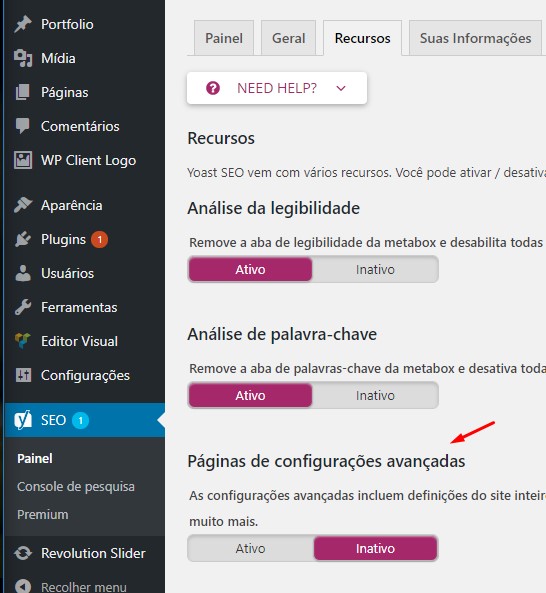 Portfolio
Mídia
Páginas
Comentários
WP Client Logo
Aparência
Plugins 1
Usuários
Ferramentas
Editor Visual
Configurações
SEO 1
Painel
Console de pesquisa
Premium
Revolution Slider
Recolher menu
Painel Geral Recursos Suas Informações
NEED HELP?
Recursos
Yoast SEO vem com vários recursos. Você pode ativar / desativa
Análise da legibilidade
Remove a aba de legibilidade da metabox e desabilita todas
Ativo Inativo
Análise de palavra-chave
Remove a aba de palavras-chave da metabox e desativa toda
Ativo Inativo
Páginas de configurações avançadas
As configurações avançadas incluem definições do site inteir
muito mais.
Ativo Inativo